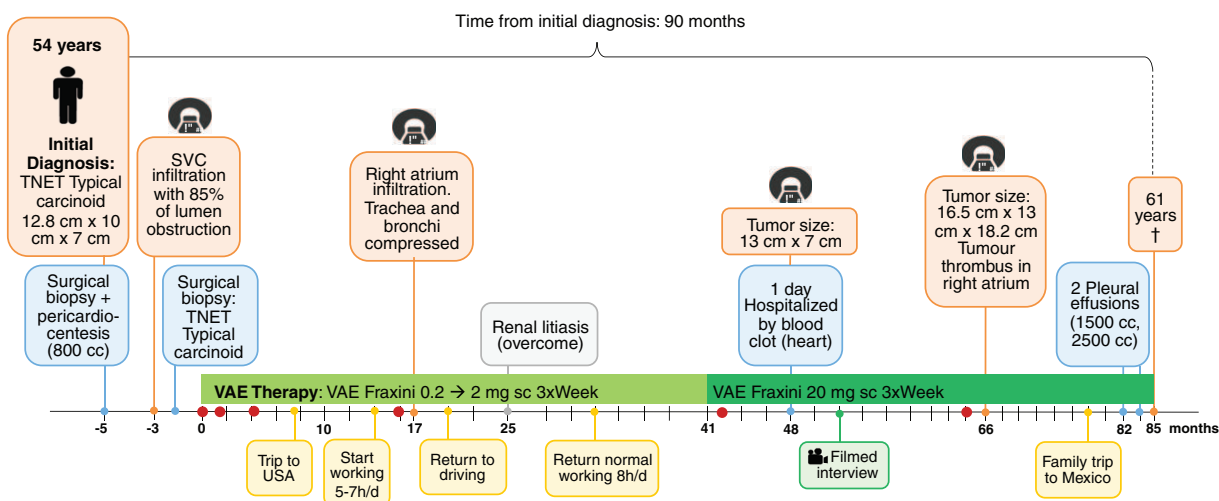 Time from initial diagnosis: 90 months
54 years
Initial
Diagnosis:
TNET Typical
carcinoid
12.8 cm x 10
cm x 7 cm
SVC
infiltration
with 85%
of lumen
obstruction
Right atrium
infiltration.
Trachea and
bronchi
compressed
Tumor size:
13 cm x 7 cm
Tumor size:
16.5 cm x 13
cm x 18.2 cm
Tumour
thrombus in
right atrium
61
years
†
Surgical
biopsy +
pericardio-
centesis
(800 cc)
Surgical
biopsy:
TNET
Typical
carcinoid
Renal litiasis
(overcome)
1 day
Hospitalized
by blood
clot (heart)
2 Pleural
effusions
(1500 cc,
2500 cc)
VAE Therapy: VAE Fraxini 0.2 → 2 mg sc 3xWeek
VAE Fraxini 20 mg sc 3xWeek
-5 -3 0 10 17 25 41 48 66 82 85 months
Trip to
USA
Start
working
5-7h/d
Return to
driving
Return normal
working 8h/d
Filmed
interview
Family trip
to Mexico